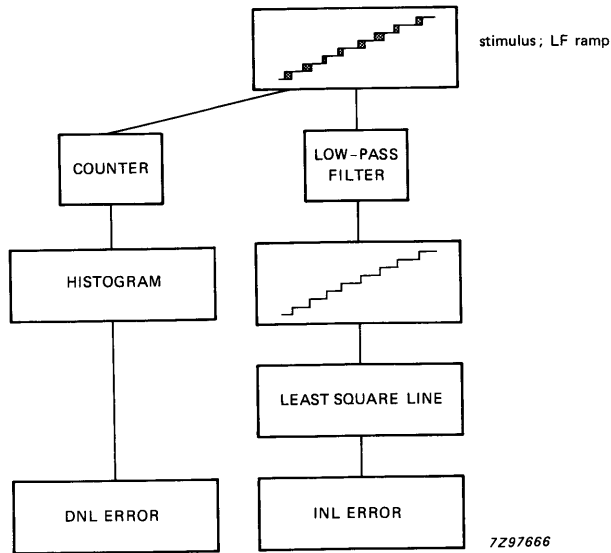 stimulus; LF ramp
COUNTER
LOW-PASS
FILTER
HISTOGRAM
LEAST SQUARE LINE
DNL ERROR
INL ERROR
7Z97666